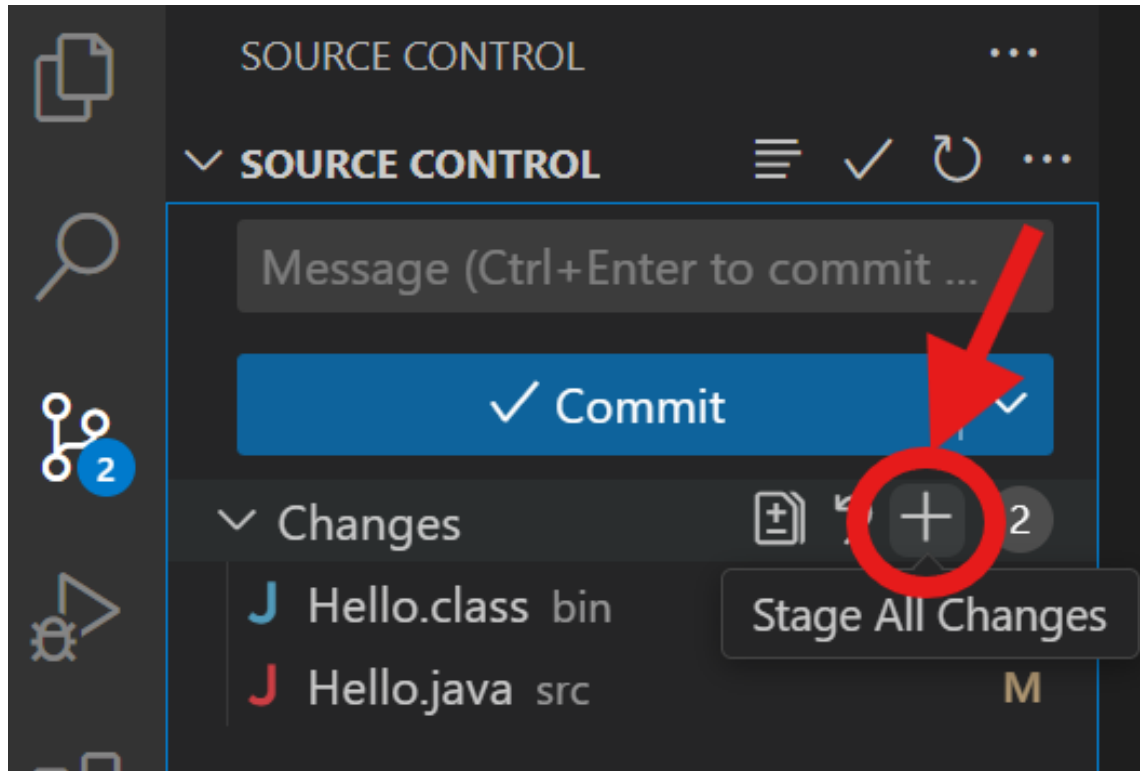 SOURCE CONTROL
SOURCE CONTROL
Message (Ctrl+Enter to commit ...
Commit
2
Changes
2
Hello.class bin
Stage All Changes
Hello.java src
M